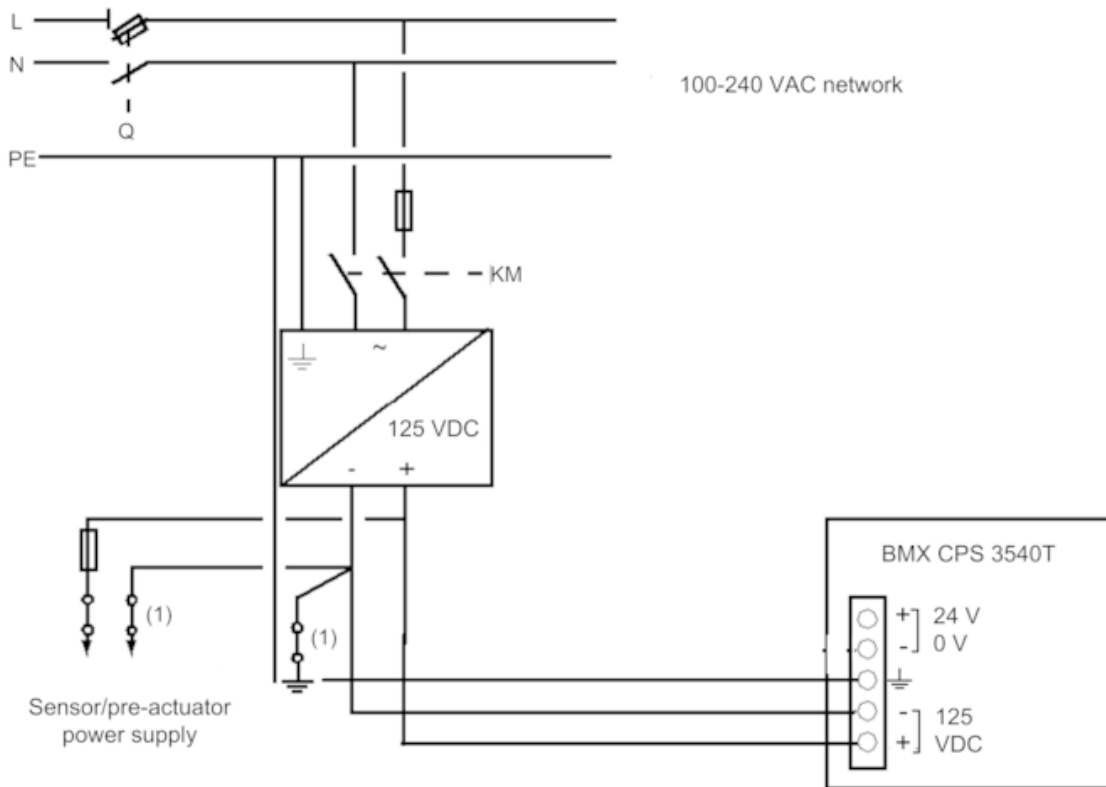 L
N
100-240 VAC network
Q
PE
KM
~
125 VDC
- +
BMX CPS 3540T
+ 24 V
- 0 V
(1)
(1)
Sensor/pre-actuator
power supply
- 125
+ VDC